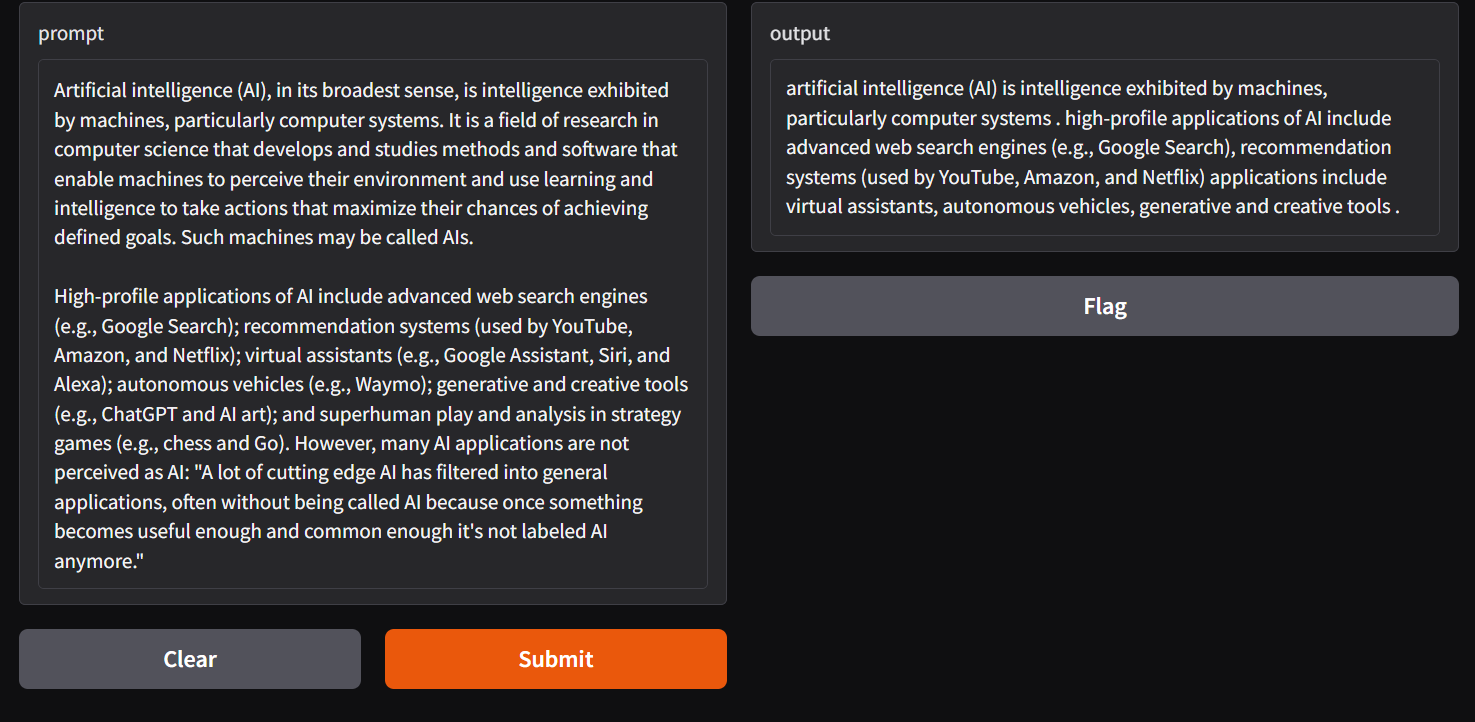 prompt
Artificial intelligence (AI), in its broadest sense, is intelligence exhibited
by machines, particularly computer systems. It is a field of research in
computer science that develops and studies methods and software that
enable machines to perceive their environment and use learning and
intelligence to take actions that maximize their chances of achieving
defined goals. Such machines may be called AIs.
High-profile applications of AI include advanced web search engines
(e.g., Google Search); recommendation systems (used by YouTube,
Amazon, and Netflix); virtual assistants (e.g., Google Assistant, Siri, and
Alexa); autonomous vehicles (e.g., Waymo); generative and creative tools
(e.g., ChatGPT and AI art); and superhuman play and analysis in strategy
games (e.g., chess and Go). However, many AI applications are not
perceived as AI: "A lot of cutting edge AI has filtered into general
applications, often without being called AI because once something
becomes useful enough and common enough it's not labeled AI
anymore."
Clear
Submit
output
artificial intelligence (AI) is intelligence exhibited by machines,
particularly computer systems . high-profile applications of AI include
advanced web search engines (e.g., Google Search), recommendation
systems (used by YouTube, Amazon, and Netflix) applications include
virtual assistants, autonomous vehicles, generative and creative tools .
Flag